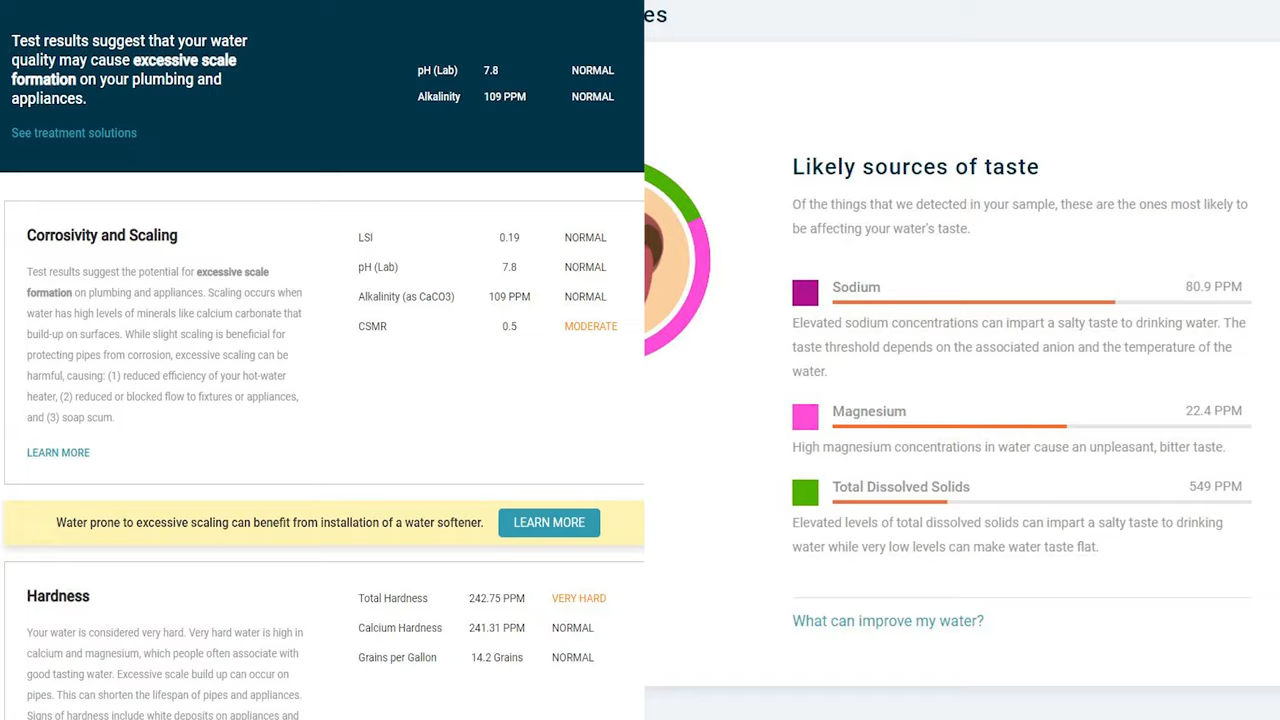 Test results suggest that your water
quality may cause excessive scale
formation on your plumbing and
appliances.
See treatment solutions
pH (Lab) 7.8 NORMAL
Alkalinity 109 PPM NORMAL
Corrosivity and Scaling
Test results suggest the potential for excessive scale
formation on plumbing and appliances. Scaling occurs when
water has high levels of minerals like calcium carbonate that
build-up on surfaces. While slight scaling is beneficial for
protecting pipes from corrosion, excessive scaling can be
harmful, causing: (1) reduced efficiency of your hot-water
heater, (2) reduced or blocked flow to fixtures or appliances,
and (3) soap scum.
LEARN MORE
LSI 0.19 NORMAL
pH (Lab) 7.8 NORMAL
Alkalinity (as CaCO3) 109 PPM NORMAL
CSMR 0.5 MODERATE
Water prone to excessive scaling can benefit from installation of a water softener. LEARN MORE
Hardness
Your water is considered very hard. Very hard water is high in
calcium and magnesium, which people often associate with
good tasting water. Excessive scale build up can occur on
pipes. This can shorten the lifespan of pipes and appliances.
Signs of hardness include white deposits on appliances and
Total Hardness 242.75 PPM VERY HARD
Calcium Hardness 241.31 PPM NORMAL
Grains per Gallon 14.2 Grains NORMAL
es
Likely sources of taste
Of the things that we detected in your sample, these are the ones most likely to
be affecting your water's taste.
Sodium 80.9 PPM
Elevated sodium concentrations can impart a salty taste to drinking water. The
taste threshold depends on the associated anion and the temperature of the
water.
Magnesium 22.4 PPM
High magnesium concentrations in water cause an unpleasant, bitter taste.
Total Dissolved Solids 549 PPM
Elevated levels of total dissolved solids can impart a salty taste to drinking
water while very low levels can make water taste flat.
What can improve my water?